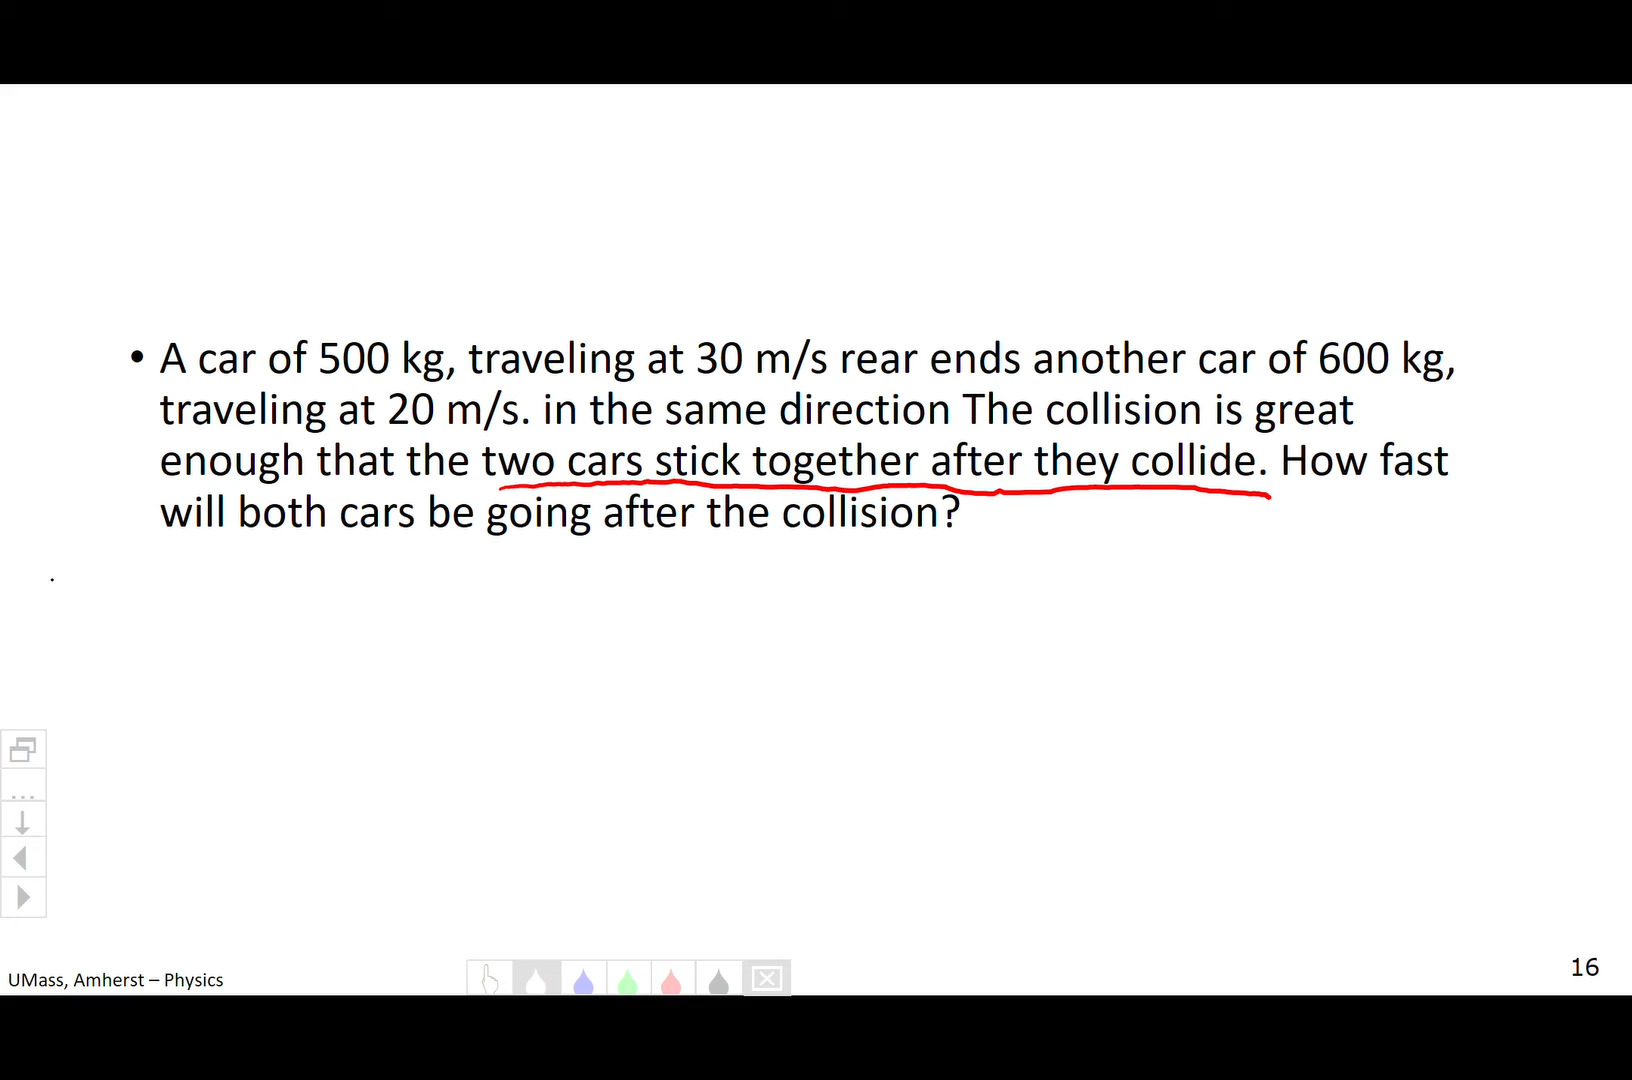 • A car of 500 kg, traveling at 30 m/s rear ends another car of 600 kg,
traveling at 20 m/s. in the same direction The collision is great
enough that the two cars stick together after they collide. How fast
will both cars be going after the collision?
UMass, Amherst – Physics
16